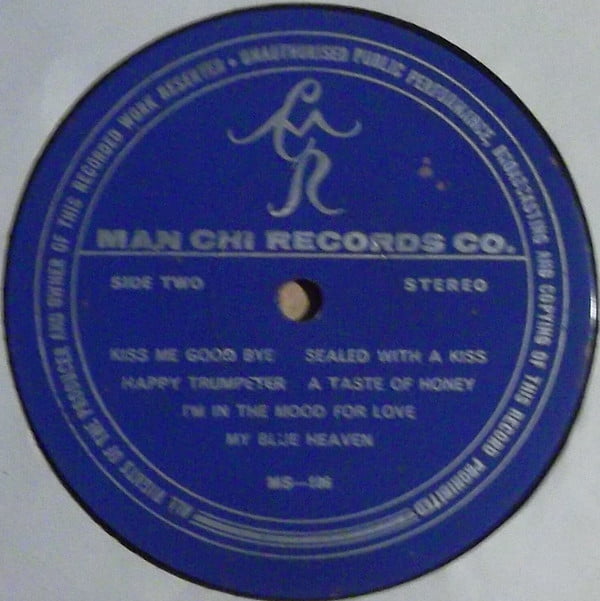 ALL RIGHTS OF THE PRODUCER AND OWNER OF THIS RECORDED WORK RESERVED • UNAUTHORISED PUBLIC PERFORMANCE, BROADCASTING AND COPYING OF THIS RECORD PROHIBITED
MAN CHI RECORDS CO.
SIDE TWO STEREO
KISS ME GOOD BYE SEALED WITH A KISS
HAPPY TRUMPETER A TASTE OF HONEY
I'M IN THE MOOD FOR LOVE
MY BLUE HEAVEN
MS—106